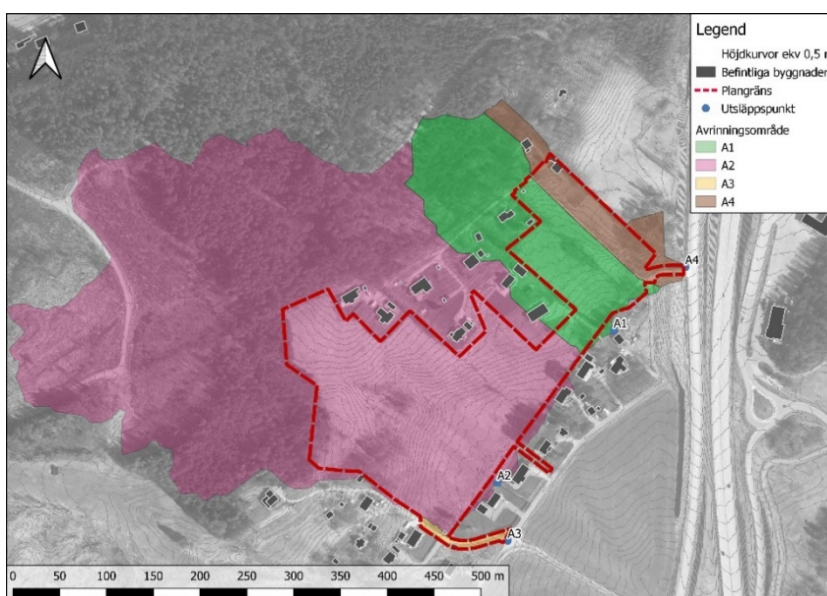 Legend
Höjdkurvor ekv 0,5 m
Befintliga byggnader
Plangräns
Utsläppspunkt
Avrinningsområde
A1
A2
A3
A4
A4
A1
A2
A3
0 50 100 150 200 250 300 350 400 450 500 m